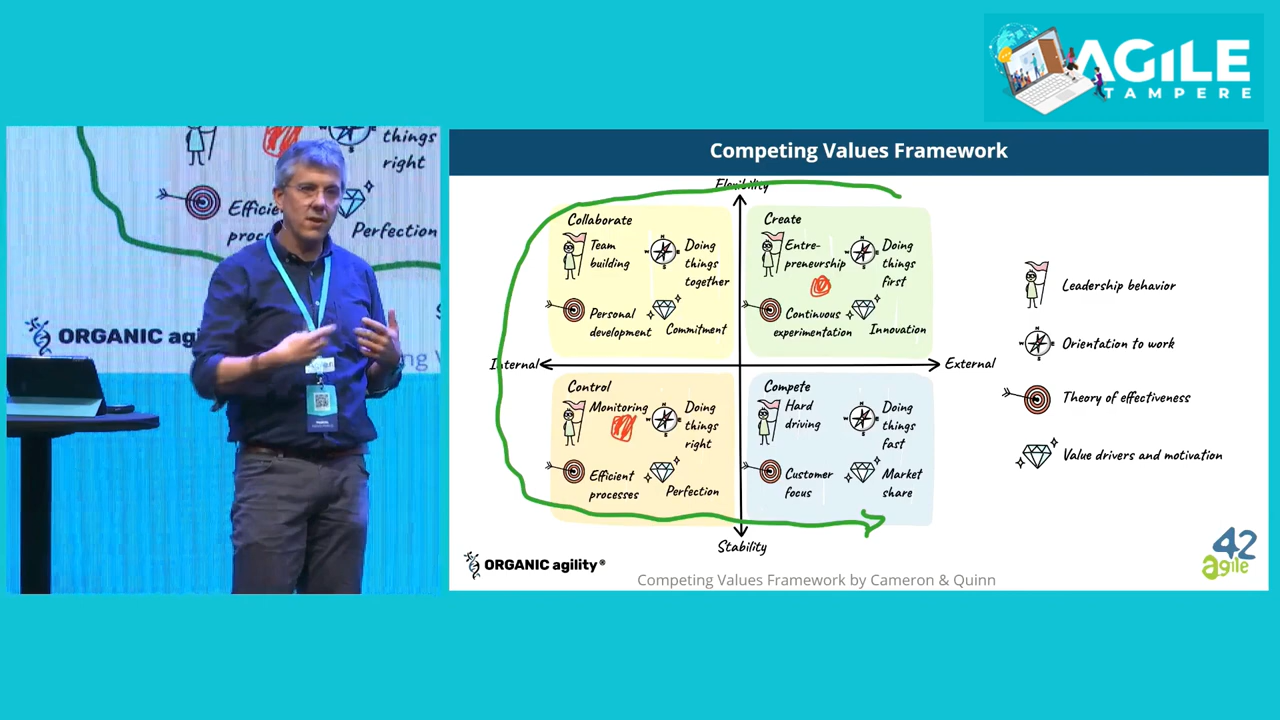 AGILE
TAMPERE
things
right
Efficie
proc
Perfection
ORGANIC agi
Competing Values Framework
Flexibility
Collaborate
Team
building
Doing
things
together
Personal
development
Commitment
Create
Entre-
preneurship
Doing
things
first
Continuous
experimentation
Innovation
Internal
External
Control
Monitoring
Doing
things
right
Efficient
processes
Perfection
Compete
Hard
driving
Doing
things
fast
Customer
focus
Market
share
Stability
Leadership behavior
Orientation to work
Theory of effectiveness
Value drivers and motivation
ORGANIC agility®
Competing Values Framework by Cameron & Quinn
agile
42